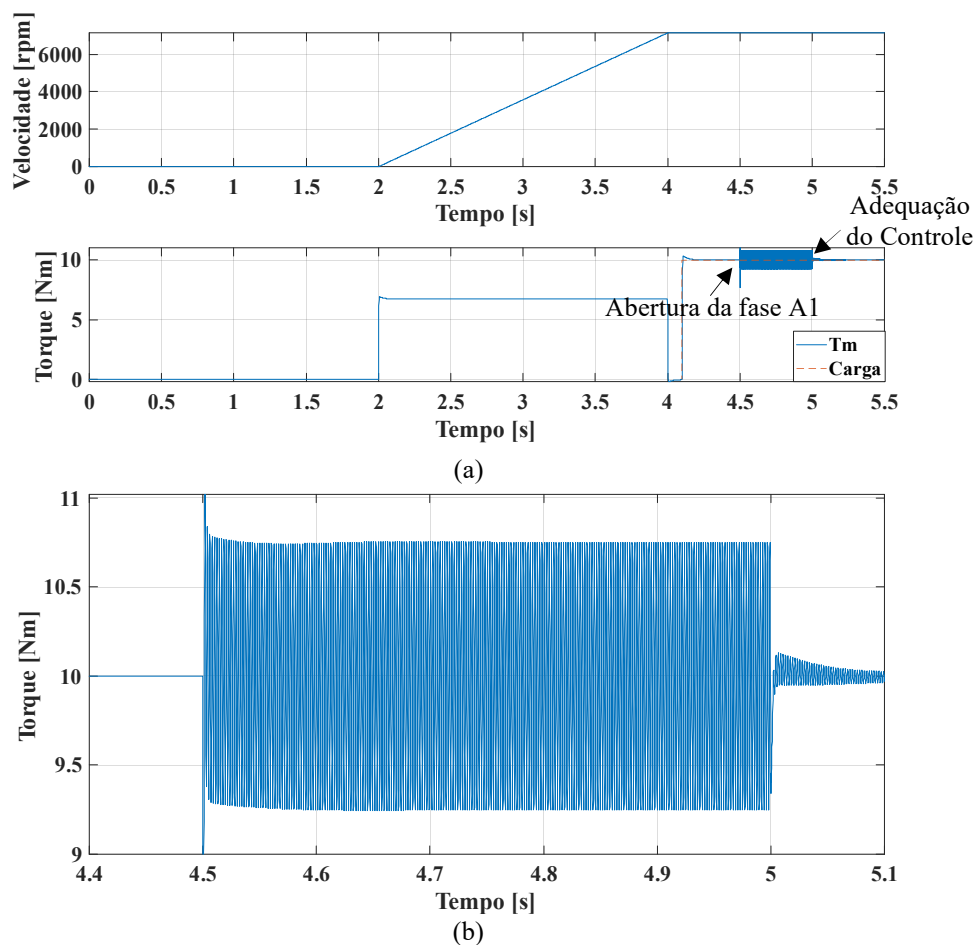 Velocidade [rpm]
6000
4000
2000
0
0 0.5 1 1.5 2 2.5 3 3.5 4 4.5 5 5.5
Tempo [s]
Adequação
do Controle
Torque [Nm]
10
5
0
Abertura da fase A1
Tm
Carga
0 0.5 1 1.5 2 2.5 3 3.5 4 4.5 5 5.5
Tempo [s]
(a)
Torque [Nm]
11
10.5
10
9.5
9
4.4 4.5 4.6 4.7 4.8 4.9 5 5.1
Tempo [s]
(b)